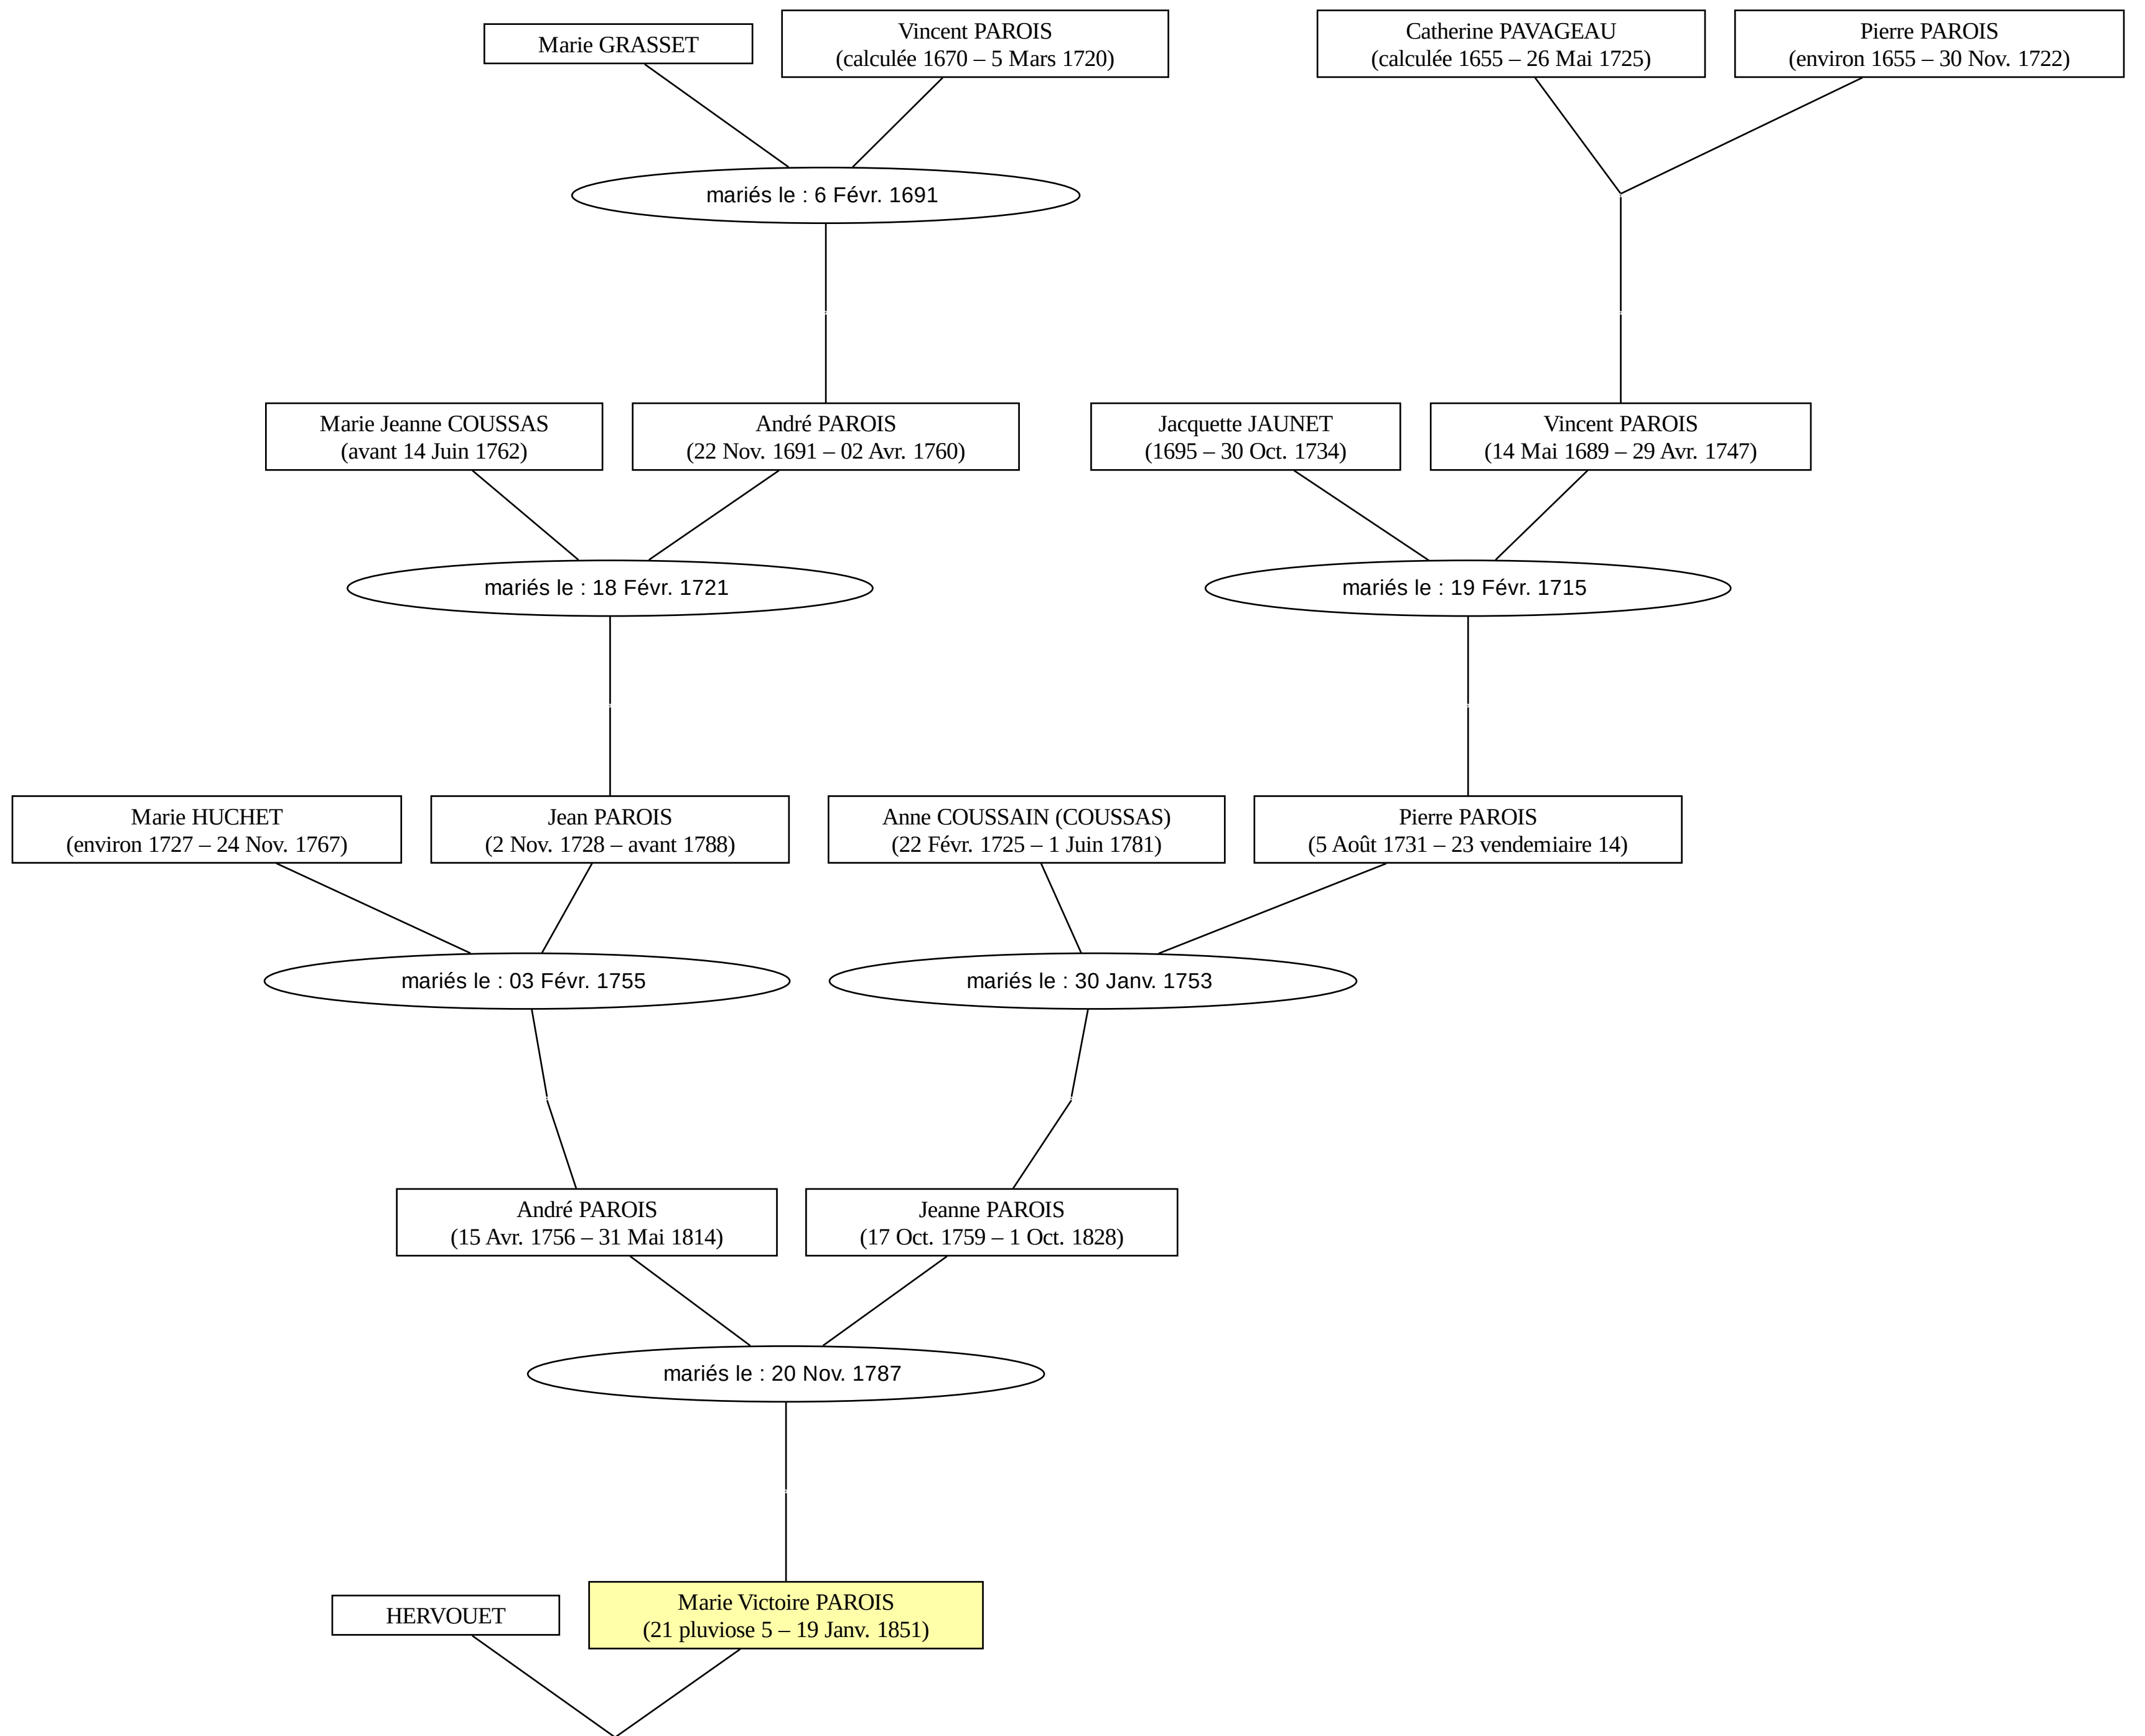 Marie GRASSET
Vincent PAROIS
(calculée 1670 – 5 Mars 1720)
Catherine PAVAGEAU
(calculée 1655 – 26 Mai 1725)
Pierre PAROIS
(environ 1655 – 30 Nov. 1722)
mariés le : 6 Févr. 1691
Marie Jeanne COUSSAS
(avant 14 Juin 1762)
André PAROIS
(22 Nov. 1691 – 02 Avr. 1760)
Jacquette JAUNET
(1695 – 30 Oct. 1734)
Vincent PAROIS
(14 Mai 1689 – 29 Avr. 1747)
mariés le : 18 Févr. 1721
mariés le : 19 Févr. 1715
Marie HUCHET
(environ 1727 – 24 Nov. 1767)
Jean PAROIS
(2 Nov. 1728 – avant 1788)
Anne COUSSAIN (COUSSAS)
(22 Févr. 1725 – 1 Juin 1781)
Pierre PAROIS
(5 Août 1731 – 23 vendemiaire 14)
mariés le : 03 Févr. 1755
mariés le : 30 Janv. 1753
André PAROIS
(15 Avr. 1756 – 31 Mai 1814)
Jeanne PAROIS
(17 Oct. 1759 – 1 Oct. 1828)
mariés le : 20 Nov. 1787
HERVOUET
Marie Victoire PAROIS
(21 pluviose 5 – 19 Janv. 1851)